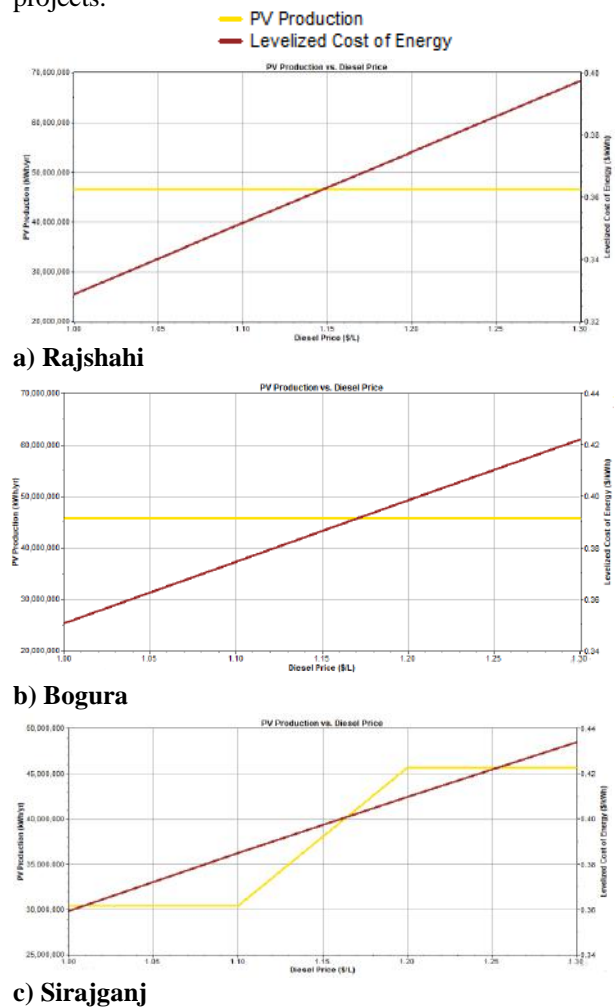 projects.
PV Production
Levelized Cost of Energy
PV Production vs. Diesel Price
70,000,000
60,000,000
50,000,000
40,000,000
30,000,000
20,000,000
PV Production (kWh/yr)
0.40
0.38
0.36
0.34
0.32
Levelized Cost of Energy ($/kWh)
1.00 1.05 1.10 1.15 1.20 1.25 1.30
Diesel Price ($/L)
a) Rajshahi
PV Production vs. Diesel Price
70,000,000
60,000,000
50,000,000
40,000,000
30,000,000
20,000,000
PV Production (kWh/yr)
0.44
0.42
0.40
0.38
0.36
0.34
Levelized Cost of Energy ($/kWh)
1.00 1.05 1.10 1.15 1.20 1.25 1.30
Diesel Price ($/L)
b) Bogura
PV Production vs. Diesel Price
50,000,000
45,000,000
40,000,000
35,000,000
30,000,000
25,000,000
PV Production (kWh/yr)
0.44
0.42
0.40
0.38
0.36
0.34
Levelized Cost of Energy ($/kWh)
1.00 1.05 1.10 1.15 1.20 1.25 1.30
Diesel Price ($/L)
c) Sirajganj